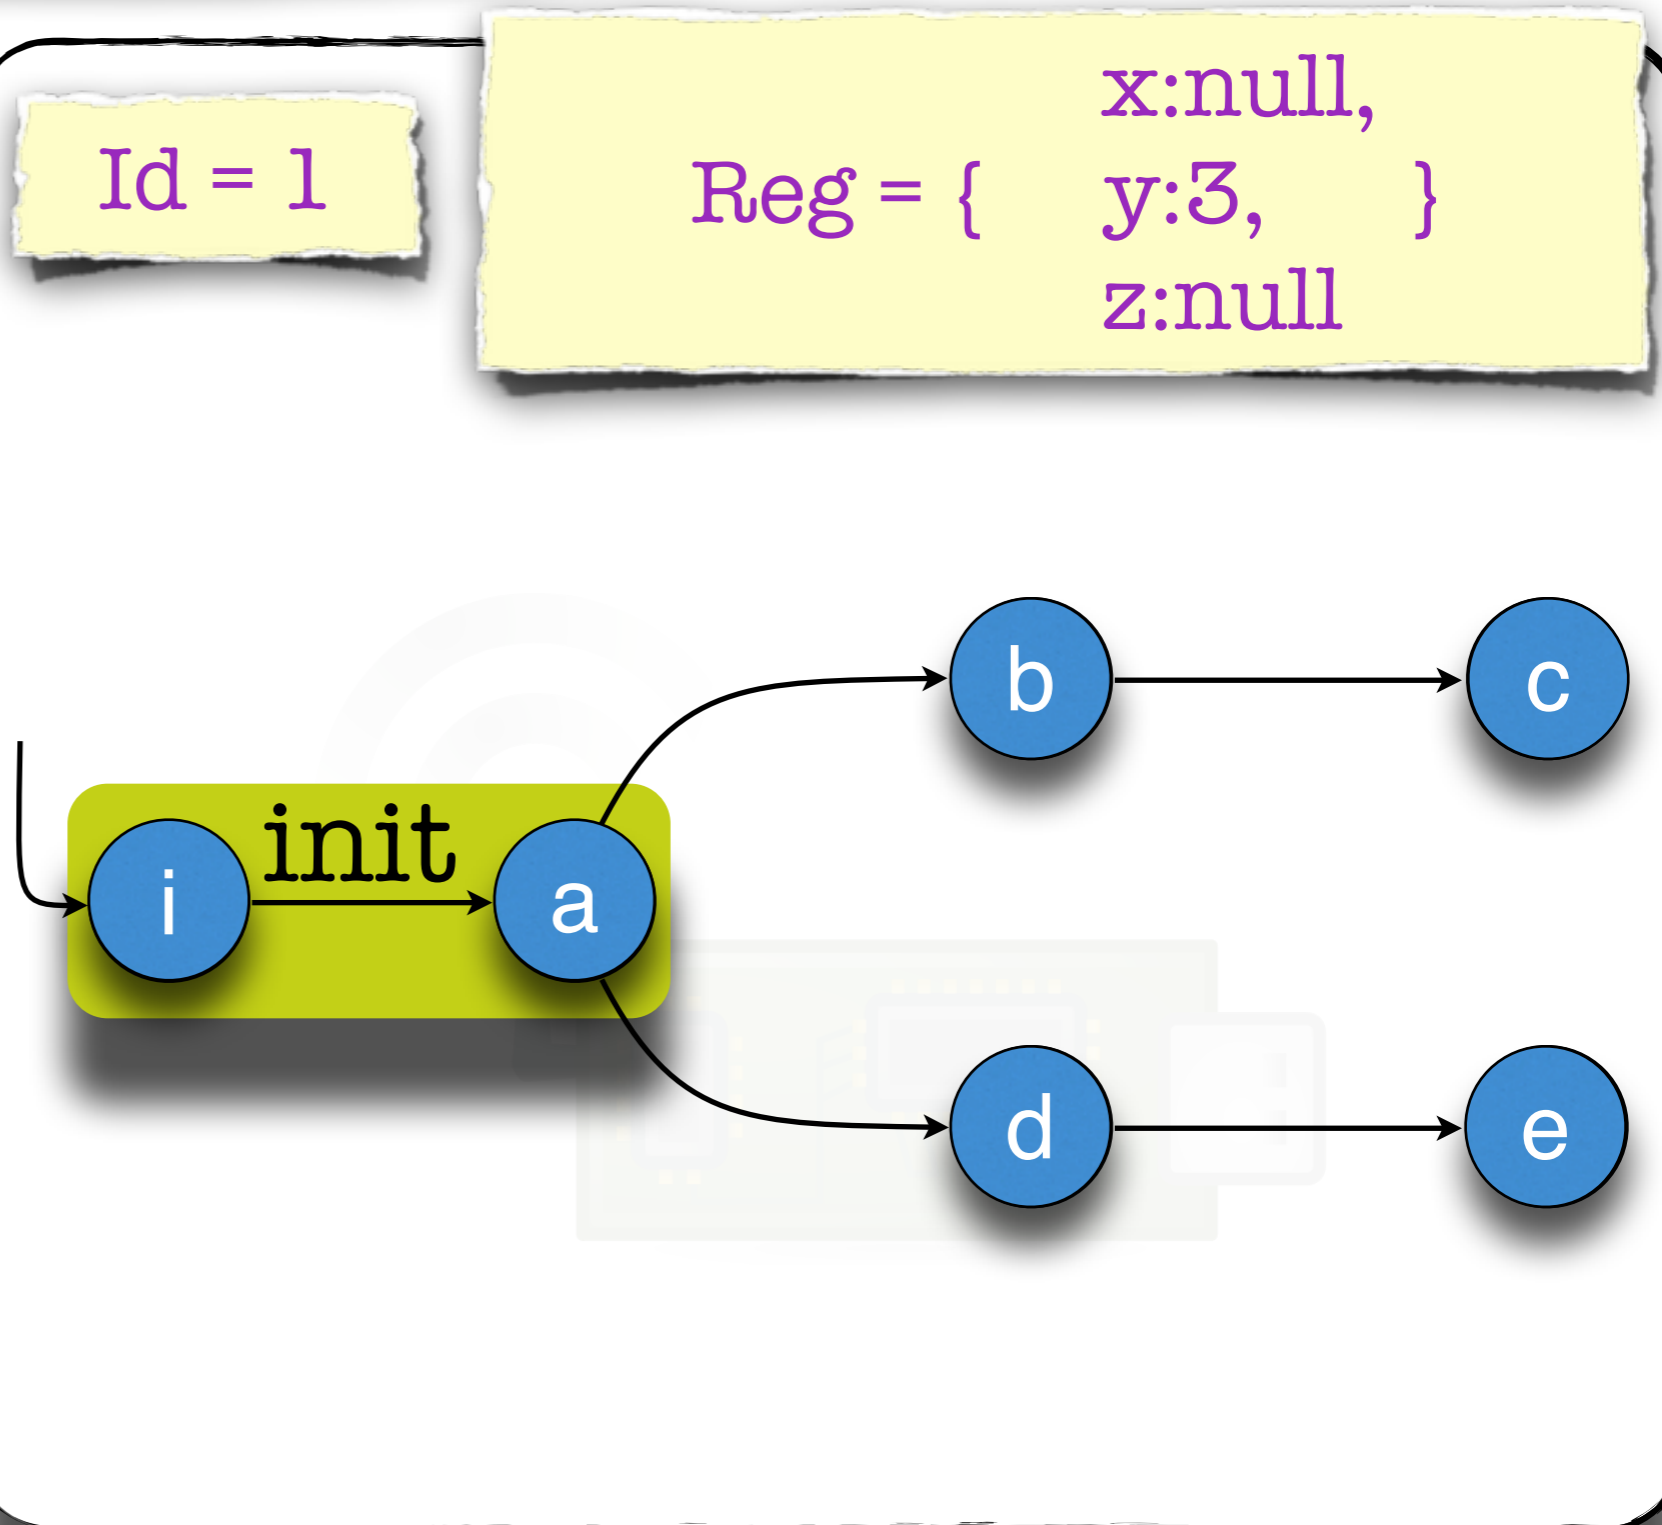 Id = 1
x:null,
Reg = { y:3, }
z:null
b
c
init
i
a
d
e